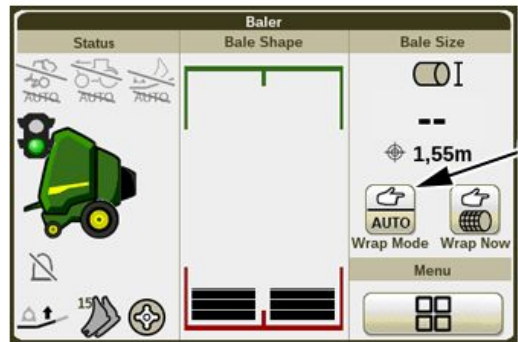 Baler
Status
Bale Shape
Bale Size
AUTO AUTO AUTO
--
1,55m
AUTO
Wrap Mode
Wrap Now
Menu
15